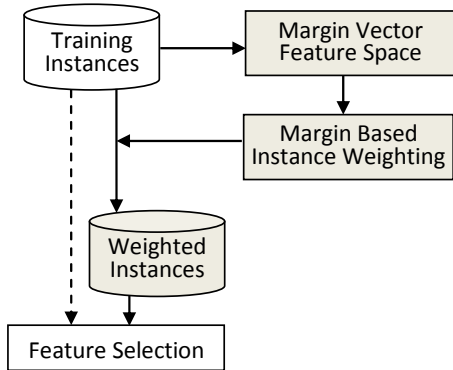 Training
Instances
Margin Vector
Feature Space
Margin Based
Instance Weighting
Weighted
Instances
Feature Selection